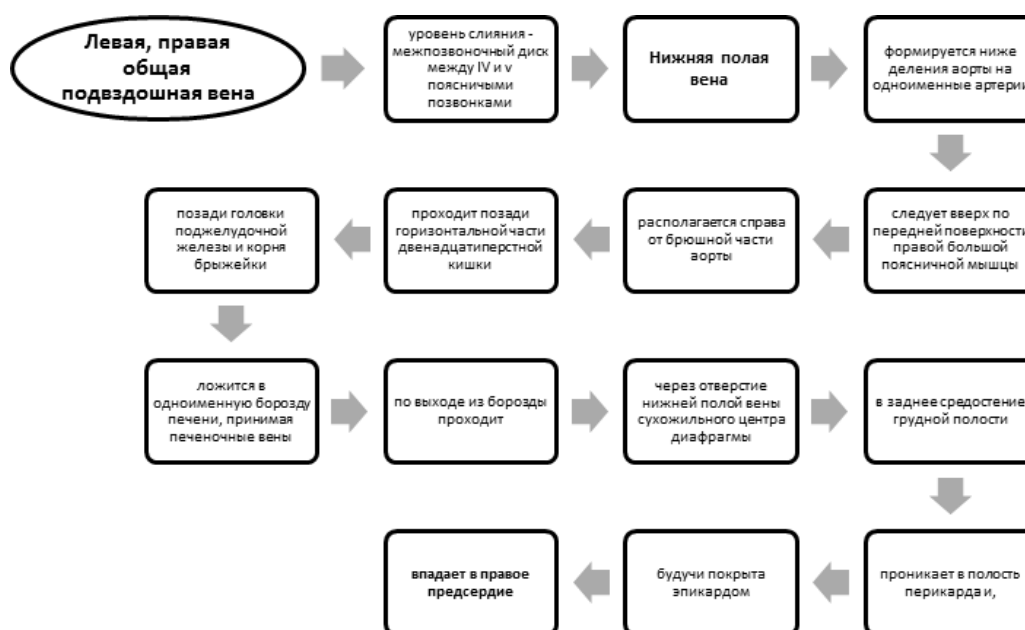 Левая, правая
общая
подвздошная вена
уровень слияния -
межпозвоночный диск
между IV и v
поясничыми
позвонками
Нижняя полая
вена
формируется ниже
деления аорты на
одноименные артерии
следует вверх по
передней поверхности
правой большой
поясничной мышцы
располагается справа
от брюшной части
аорты
проходит позади
горизонтальной части
двенадцатиперстной
кишки
позади головки
поджелудочной
железы и корня
брыжейки
ложится в
одноименную борозду
печени, принимая
печеночные вены
по выходе из борозды
проходит
через отверстие
нижней полой вены
сухожильного центра
диафрагмы
в заднее средостение
грудной полости
проникает в полость
перикарда и,
будучи покрыта
эпикардом
впадает в правое
предсердие